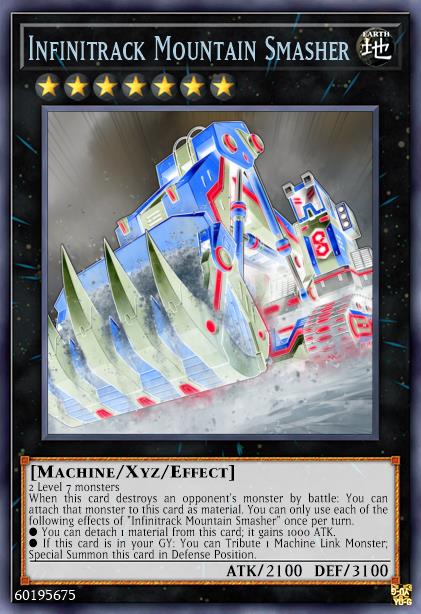 INFINITRACK MOUNTAIN SMASHER
EARTH
地
8
[MACHINE/XYZ/EFFECT]
2 Level 7 monsters
When this card destroys an opponent's monster by battle: You can
attach that monster to this card as material. You can only use each of the
following effects of "Infinitrack Mountain Smasher" once per turn.
● You can detach 1 material from this card; it gains 1000 ATK.
● If this card is in your GY: You can Tribute 1 Machine Link Monster;
Special Summon this card in Defense Position.
ATK/2100 DEF/3100
60195675